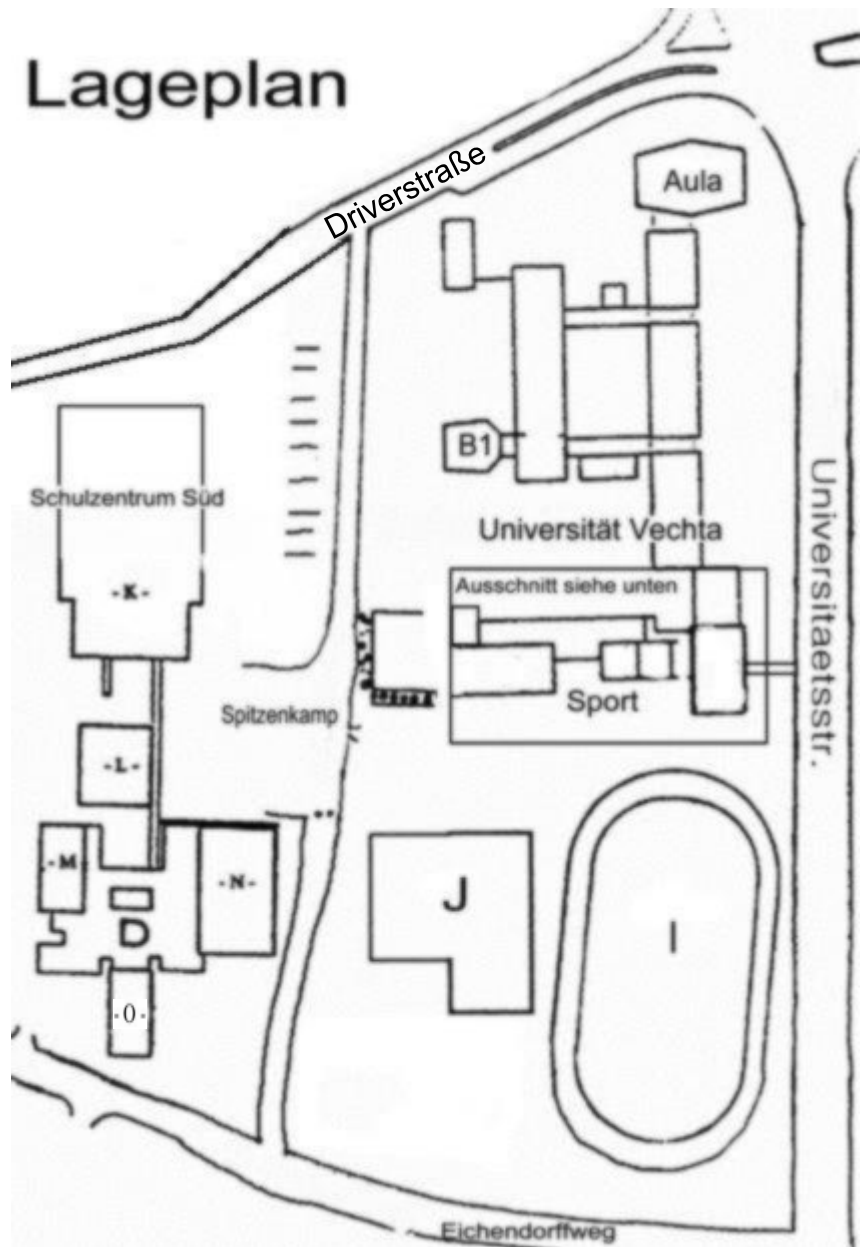 Lageplan
Driverstraße
Aula
B1
Schulzentrum Süd
Universität Vechta
Universitaetsstr.
Ausschnitt siehe unten
-K-
Sport
Spitzenkamp
-L-
-M
-N-
J
D
I
-0-
Eichendorffweg